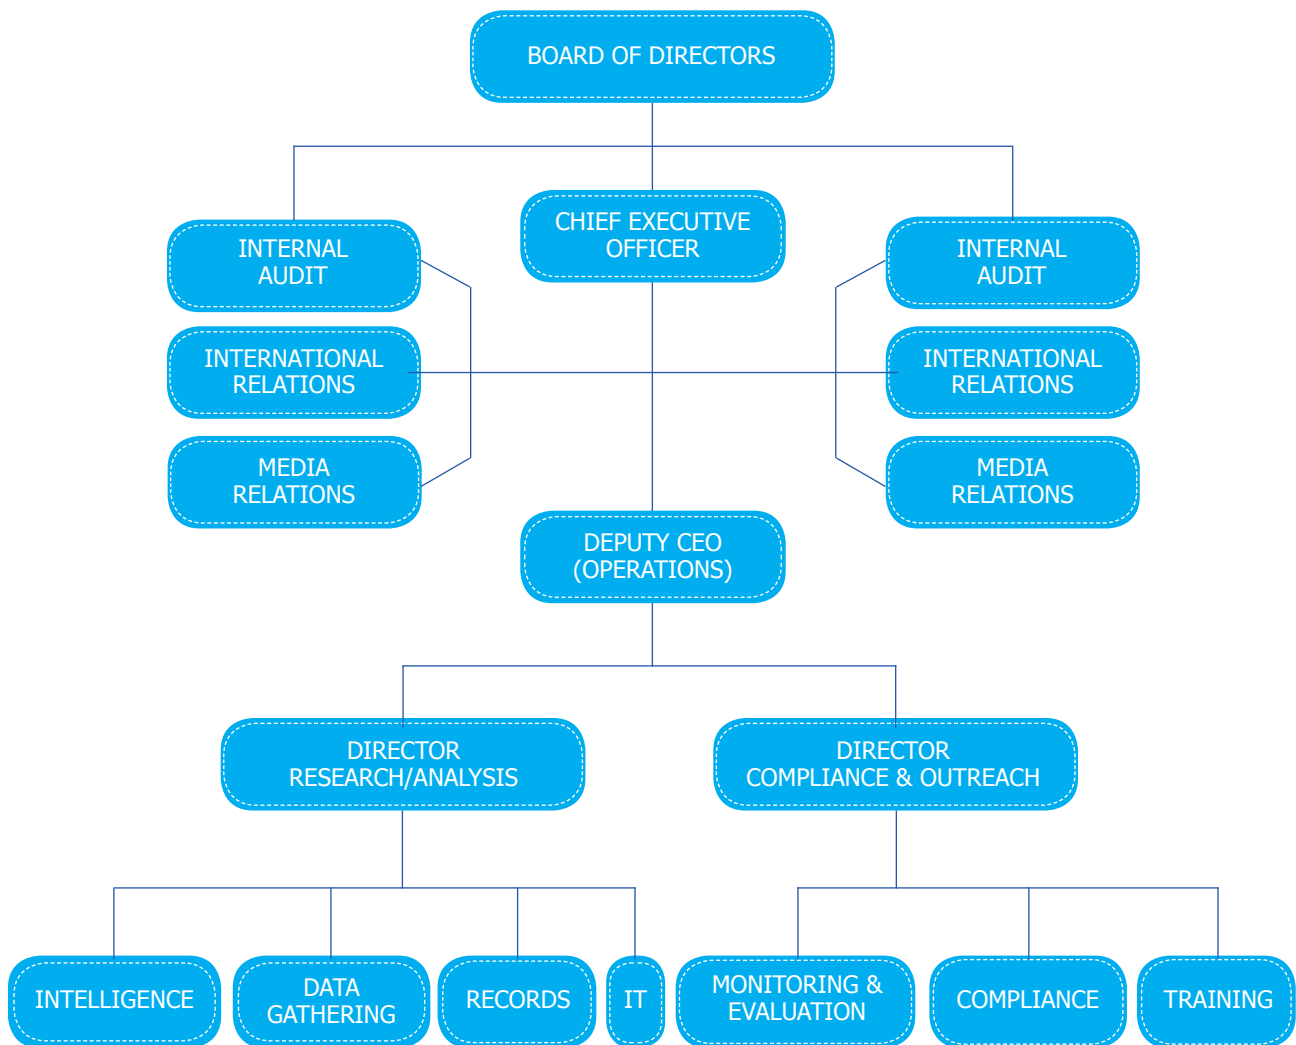 BOARD OF DIRECTORS
CHIEF EXECUTIVE
OFFICER
INTERNAL
AUDIT
INTERNAL
AUDIT
INTERNATIONAL
RELATIONS
INTERNATIONAL
RELATIONS
MEDIA
RELATIONS
MEDIA
RELATIONS
DEPUTY CEO
(OPERATIONS)
DIRECTOR
RESEARCH/ANALYSIS
DIRECTOR
COMPLIANCE & OUTREACH
INTELLIGENCE
DATA
GATHERING
RECORDS
IT
MONITORING &
EVALUATION
COMPLIANCE
TRAINING